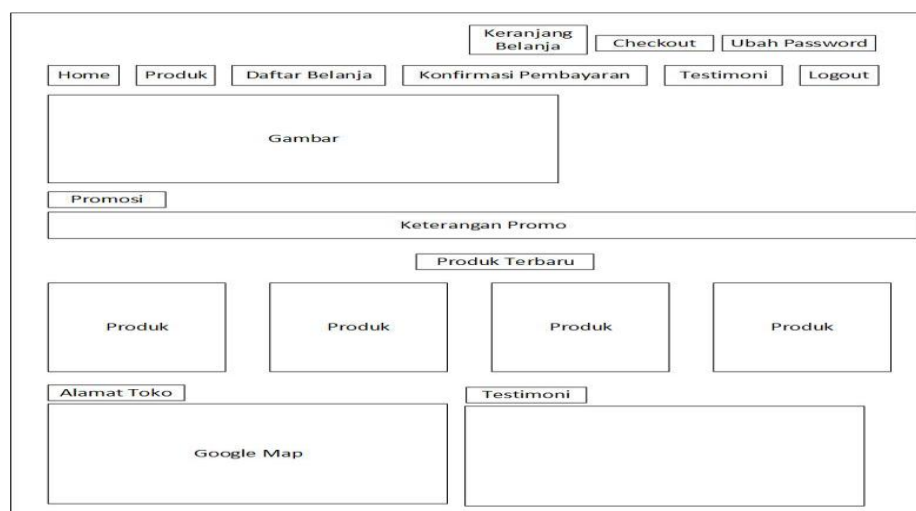 Keranjang
Belanja
Checkout
Ubah Password
Home
Produk
Daftar Belanja
Konfirmasi Pembayaran
Testimoni
Logout
Gambar
Promosi
Keterangan Promo
Produk Terbaru
Produk
Produk
Produk
Produk
Alamat Toko
Testimoni
Google Map